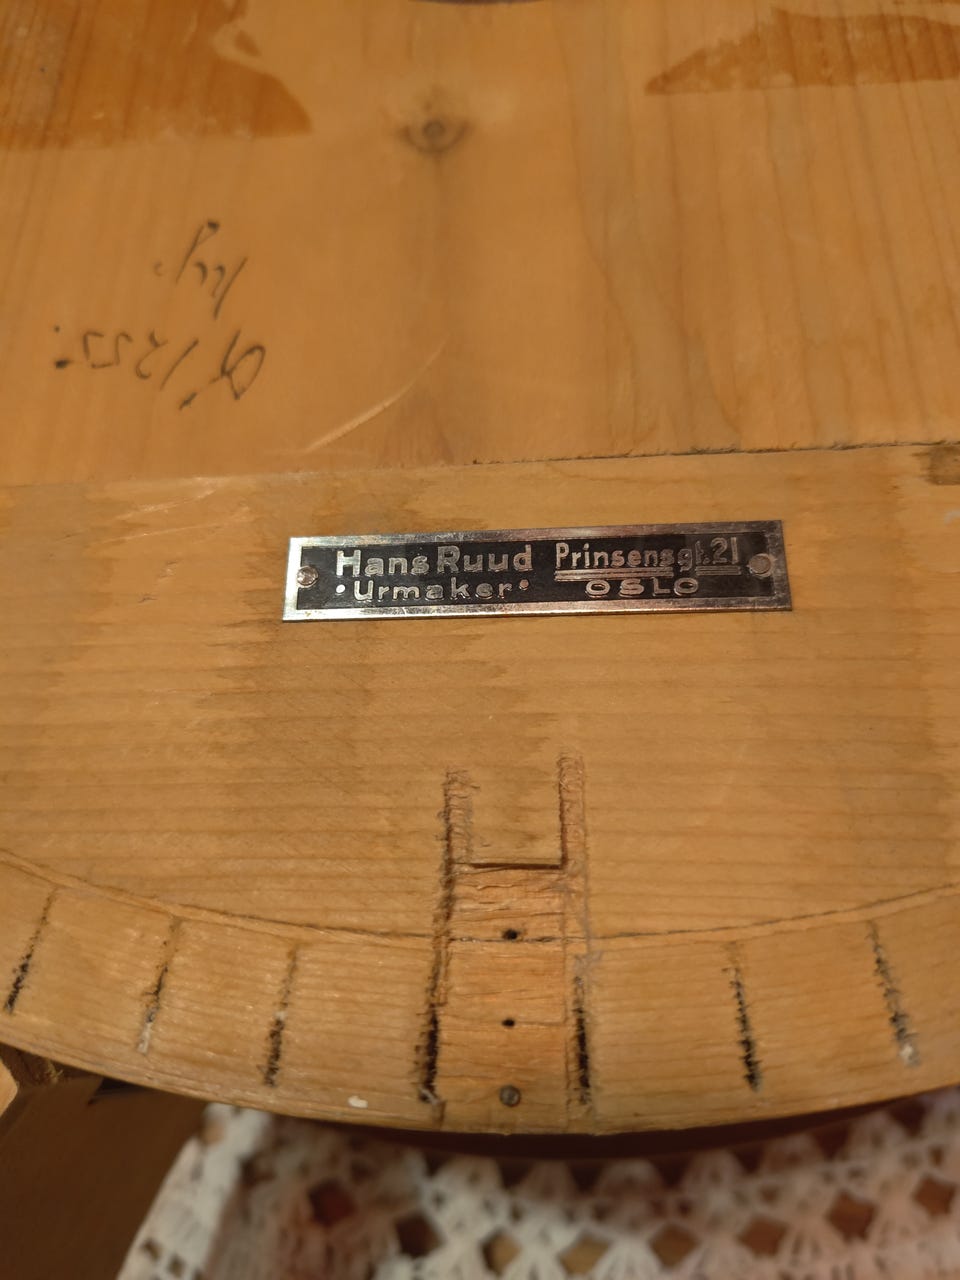 Hans Ruud
•Urmaker•
Prinsensgt. 21
OSLO